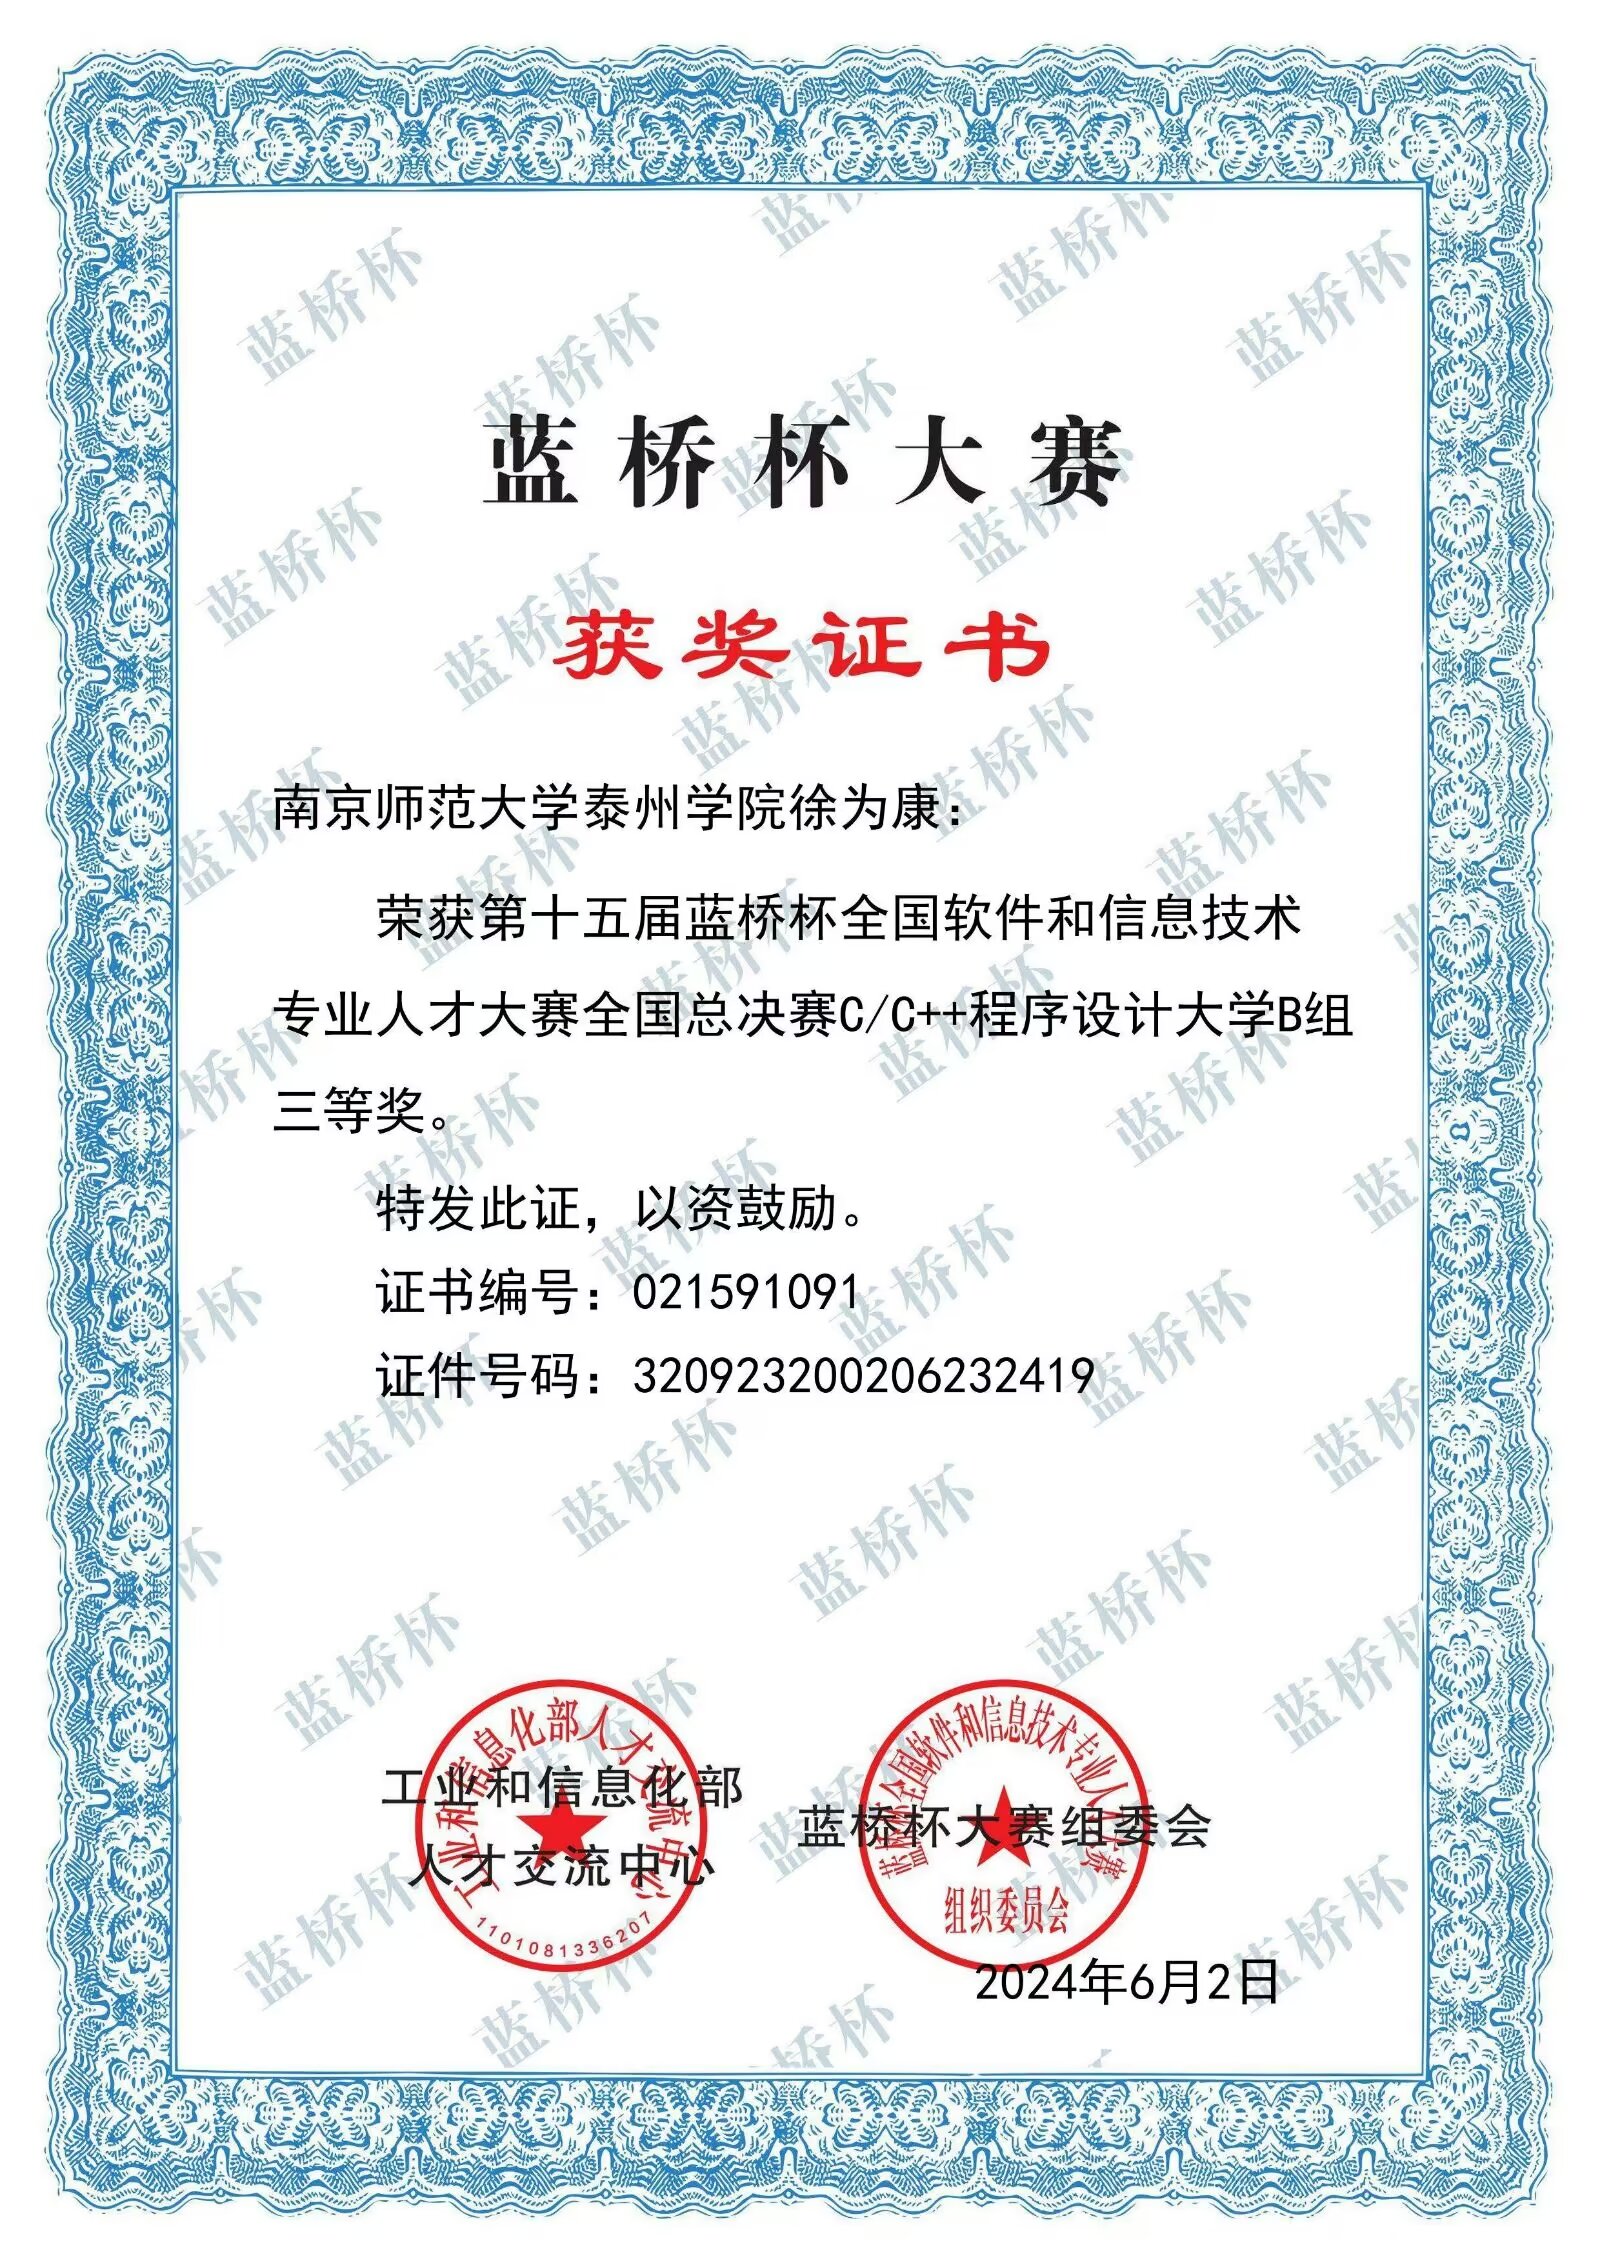 蓝桥杯大赛
获奖证书
南京师范大学泰州学院徐为康：
荣获第十五届蓝桥杯全国软件和信息技术
专业人才大赛全国总决赛C/C++程序设计大学B组
三等奖。
特发此证，以资鼓励。
证书编号：021591091
证件号码：320923200206232419
工业和信息化部
人才交流中心
工业和信息化部人才交流中心
1101081336207
蓝桥杯大赛组委会
蓝桥杯全国软件和信息技术专业人才大赛
组织委员会
2024年6月2日
蓝桥杯